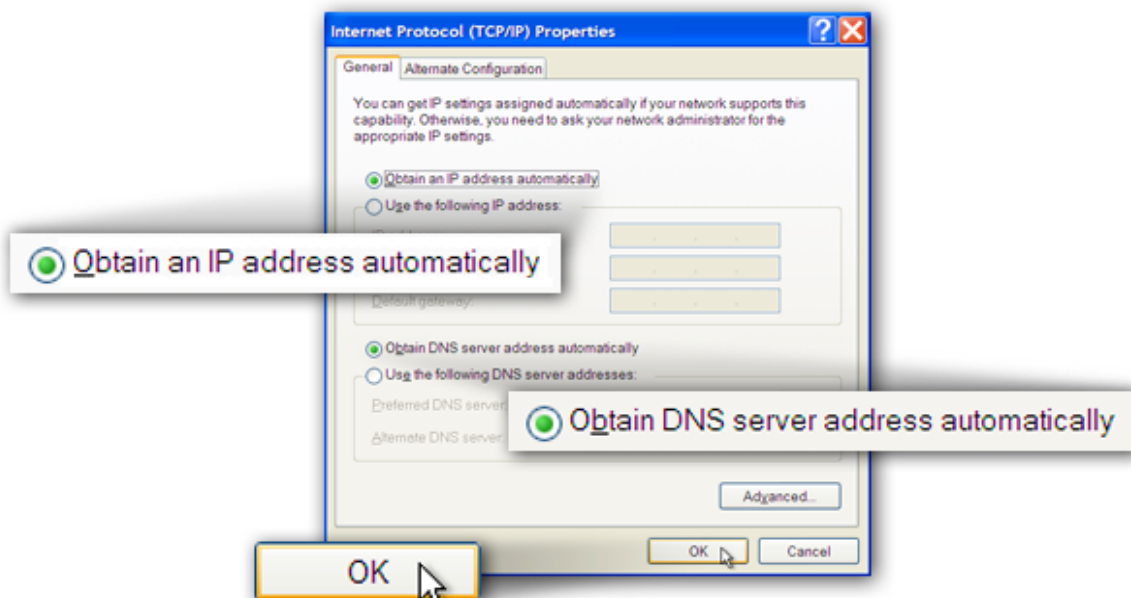 Internet Protocol (TCP/IP) Properties
General
Alternate Configuration
You can get IP settings assigned automatically if your network supports this
capability. Otherwise, you need to ask your network administrator for the
appropriate IP settings.
Obtain an IP address automatically
Use the following IP address:
Obtain an IP address automatically
Default gateway:
Obtain DNS server address automatically
Use the following DNS server addresses:
Preferred DNS server:
Obtain DNS server address automatically
Alternate DNS server:
Advanced...
OK
Cancel
OK